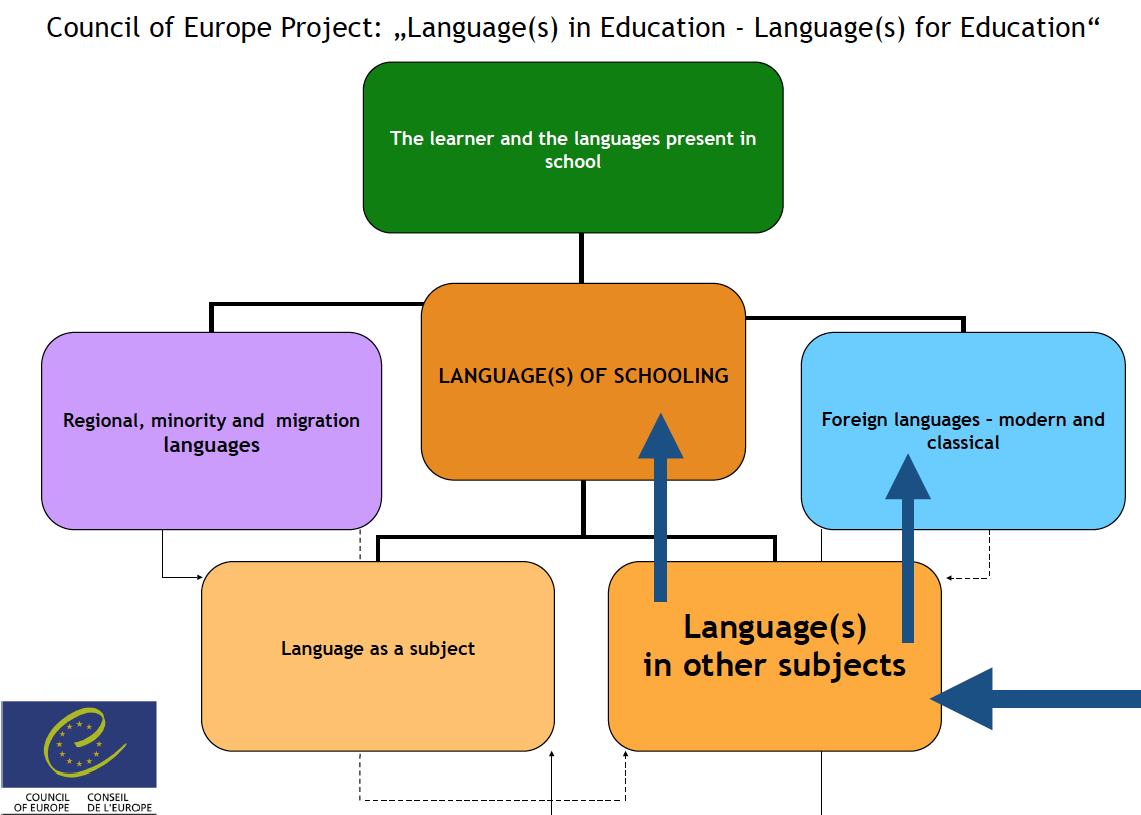 Council of Europe Project: „Language(s) in Education - Language(s) for Education“
The learner and the languages present in
school
LANGUAGE(S) OF SCHOOLING
Regional, minority and  migration
languages
Foreign languages – modern and
classical
Language as a subject
Language(s)
in other subjects
COUNCIL CONSEIL
OF EUROPE DE L'EUROPE